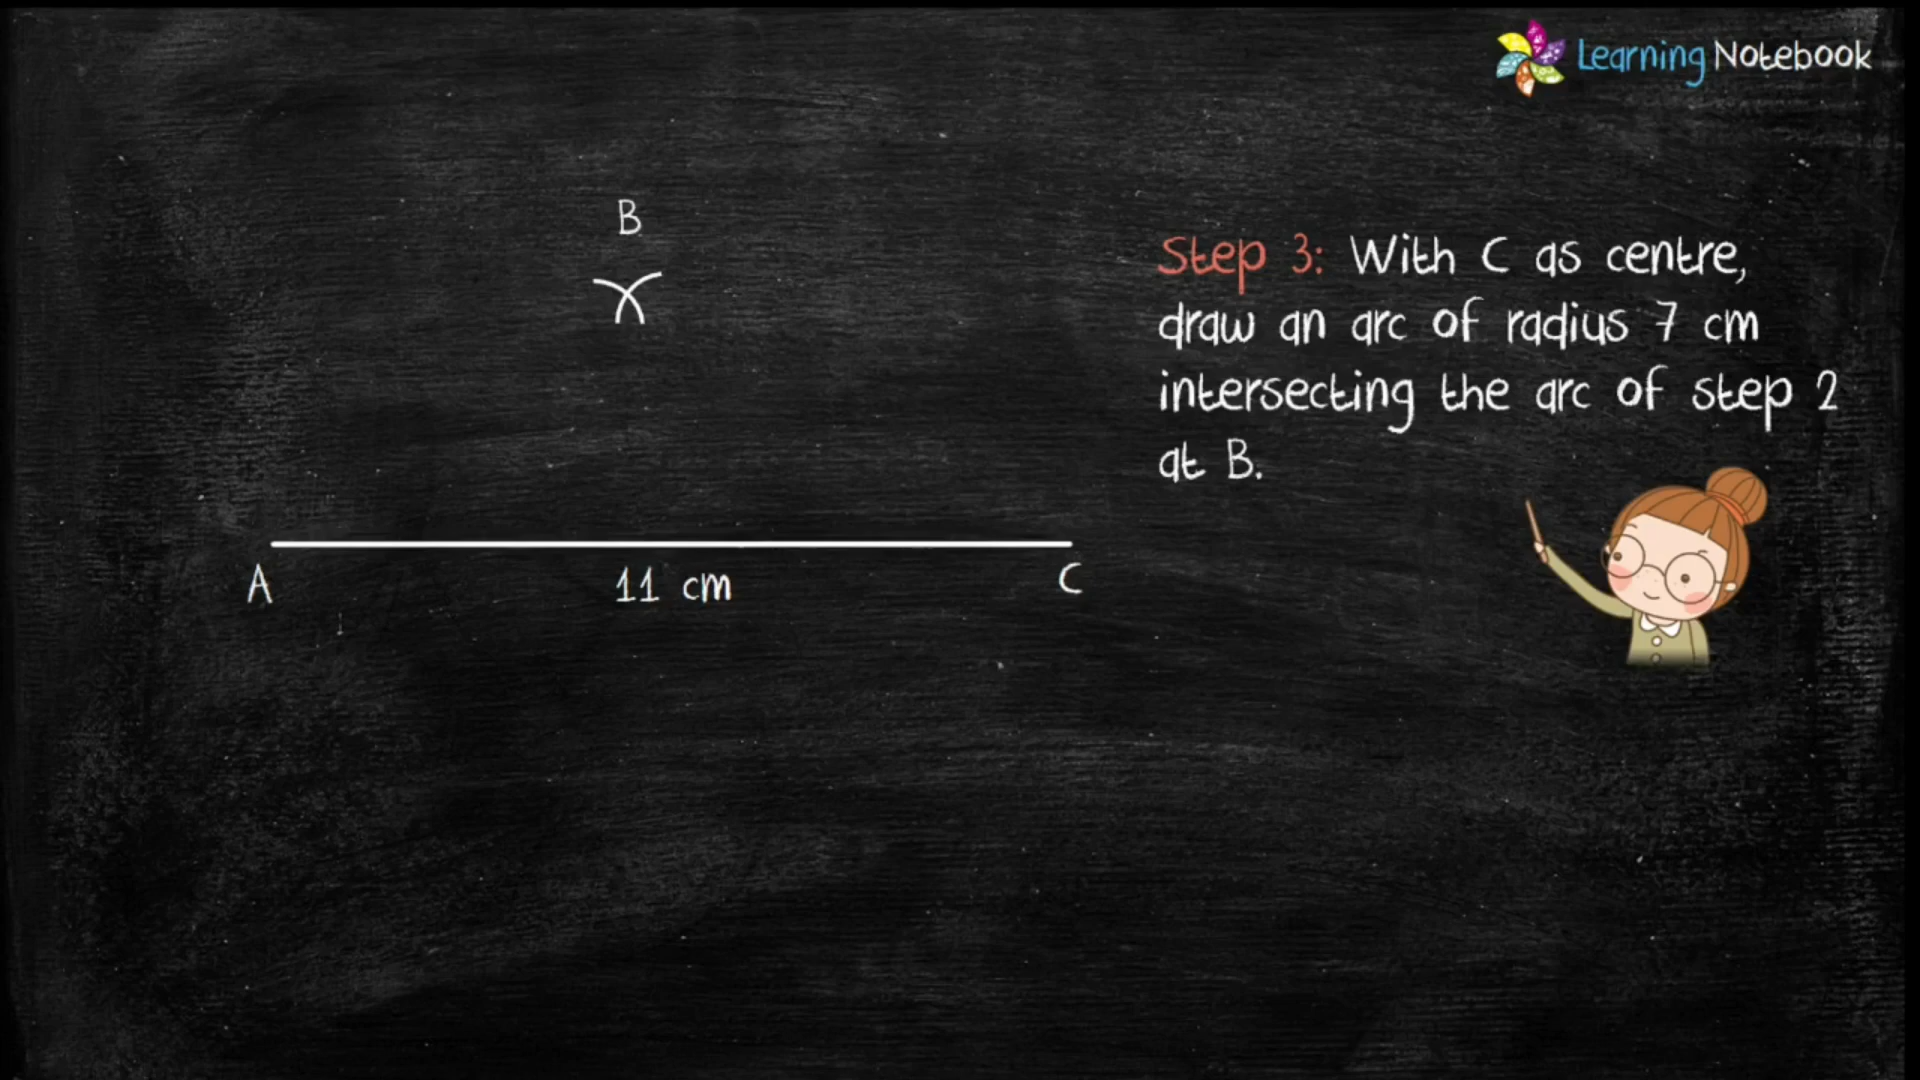 Learning Notebook
B
Step 3: With C as centre,
draw an arc of radius 7 cm
intersecting the arc of step 2
at B.
A 11 cm C